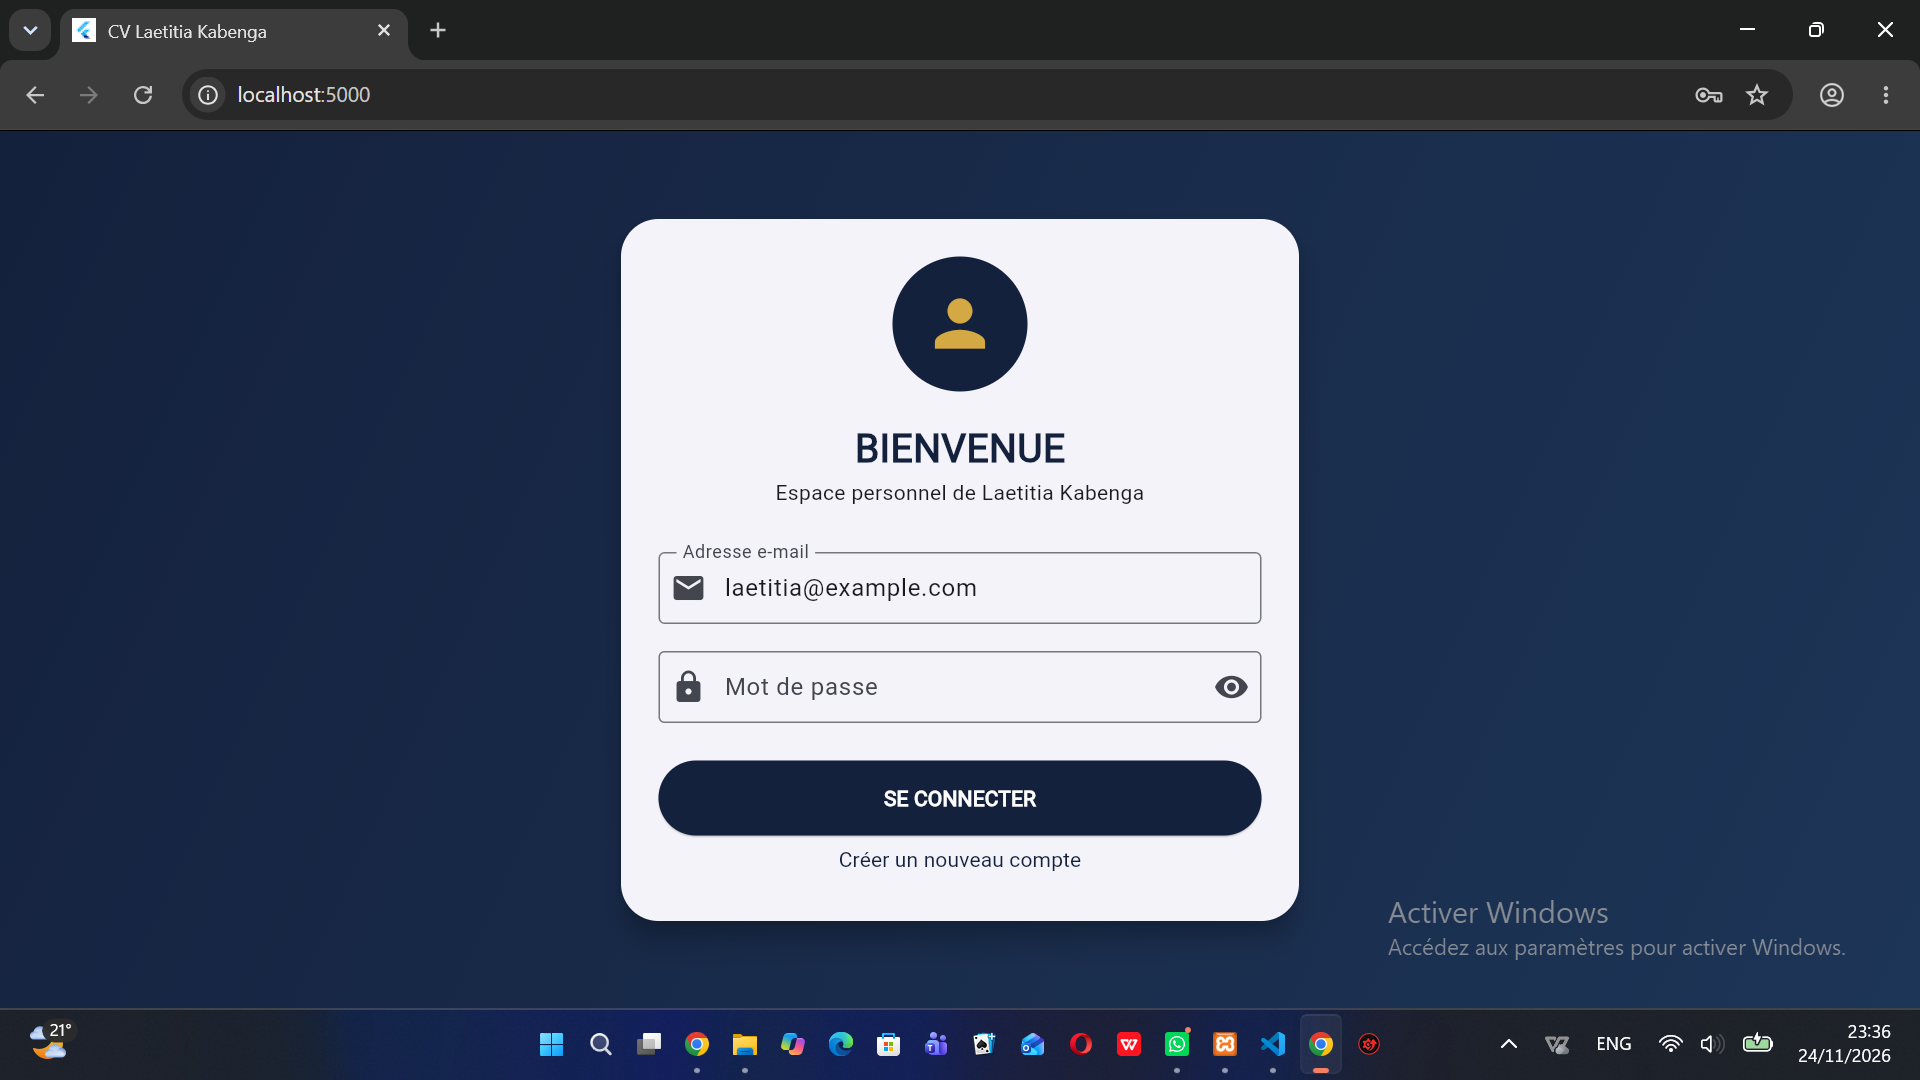 CV Laetitia Kabenga
localhost:5000
BIENVENUE
Espace personnel de Laetitia Kabenga
Adresse e-mail
laetitia@example.com
Mot de passe
SE CONNECTER
Créer un nouveau compte
Activer Windows
Accédez aux paramètres pour activer Windows.
21°
ENG
23:36
24/11/2026